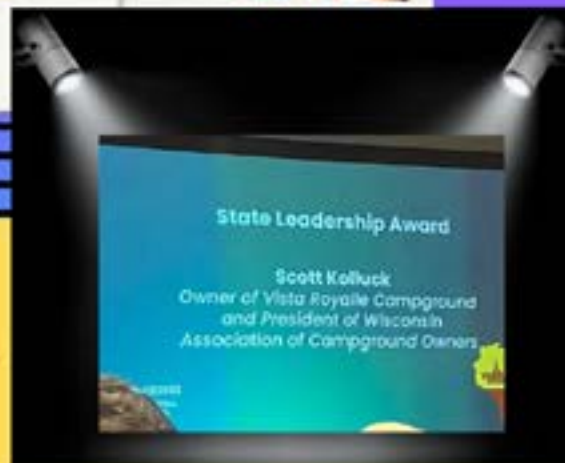 State Leadership Award
Scott Kolluck
Owner of Vista Royalle Campground
and President of Wisconsin
Association of Campground Owners